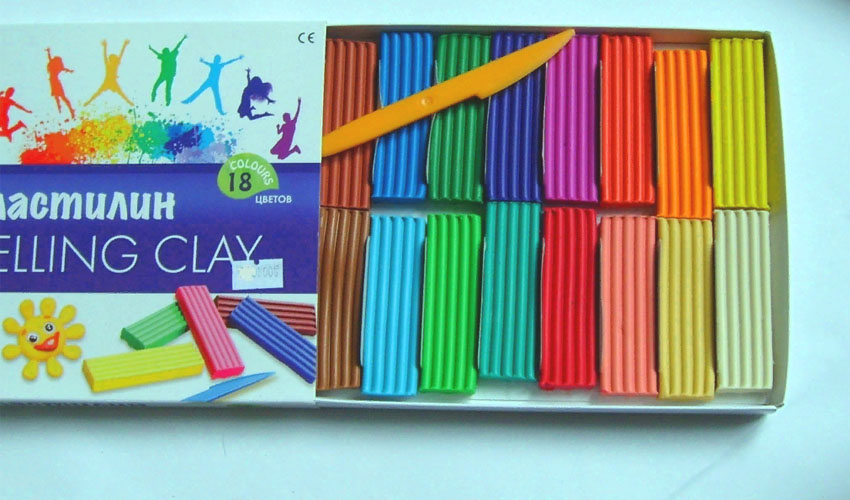 CE
COLOURS
18
ЦВЕТОВ
ластилин
ELLING CLAY